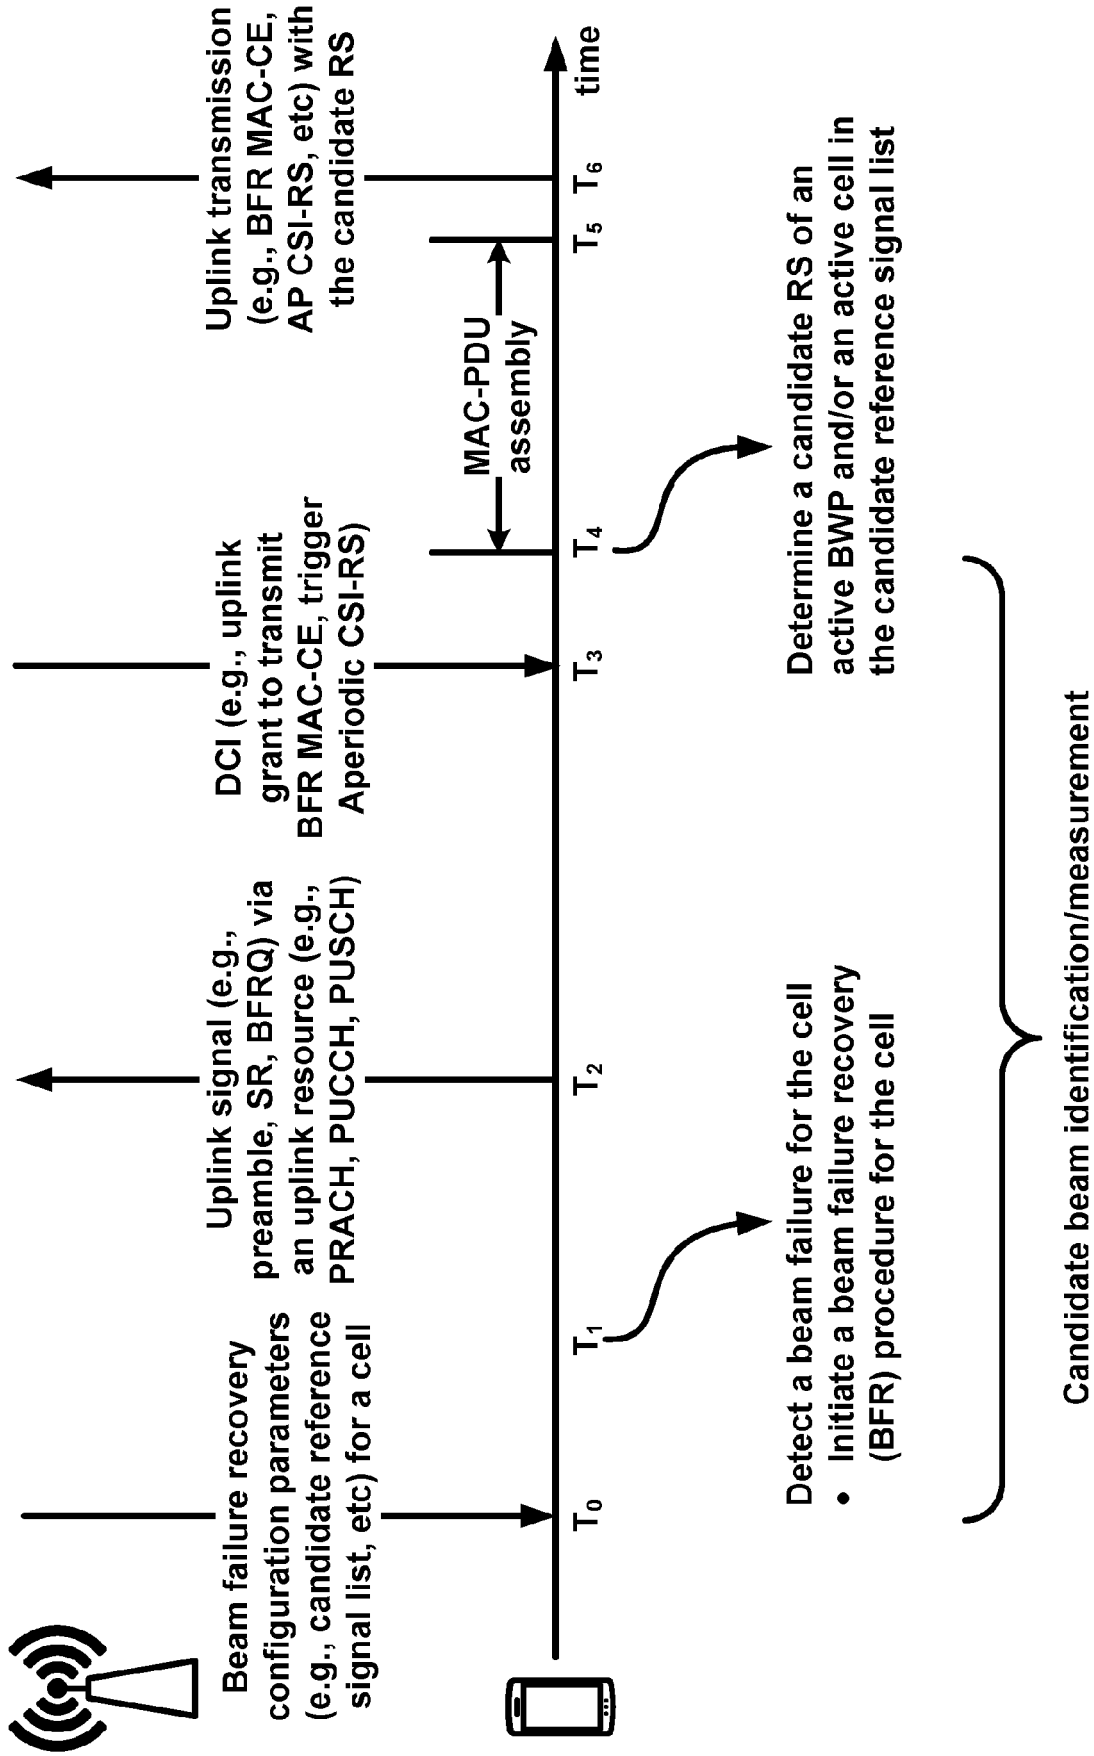 Beam failure recovery
configuration parameters
(e.g., candidate reference
signal list, etc) for a cell
Uplink signal (e.g.,
preamble, SR, BFRQ) via
an uplink resource (e.g.,
PRACH, PUCCH, PUSCH)
DCI (e.g., uplink
grant to transmit
BFR MAC-CE, trigger
Aperiodic CSI-RS)
Uplink transmission
(e.g., BFR MAC-CE,
AP CSI-RS, etc) with
the candidate RS
MAC-PDU
assembly
T0
T1
T2
T3
T4
T5
T6
time
Detect a beam failure for the cell
• Initiate a beam failure recovery
(BFR) procedure for the cell
Determine a candidate RS of an
active BWP and/or an active cell in
the candidate reference signal list
Candidate beam identification/measurement